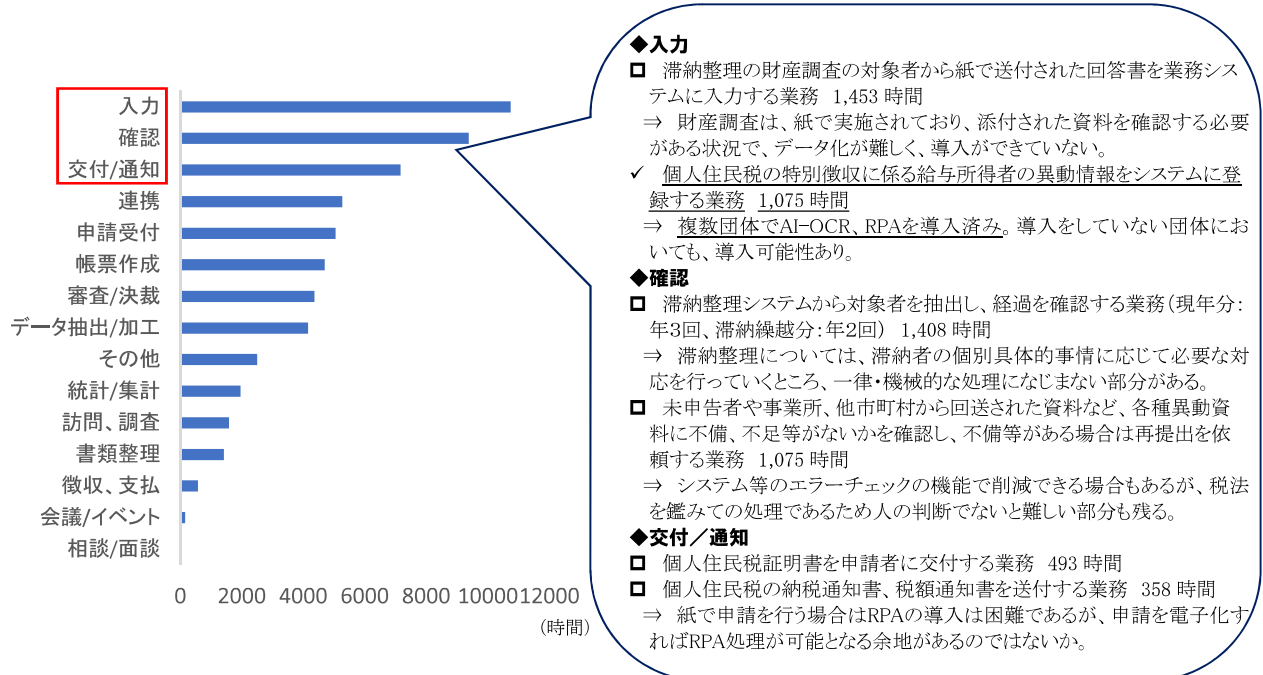 入力
確認
交付/通知
連携
申請受付
帳票作成
審査/決裁
データ抽出/加工
その他
統計/集計
訪問、調査
書類整理
徴収、支払
会議/イベント
相談/面談
0 2000 4000 6000 8000 10000 12000
(時間)
◆入力
□ 滞納整理の財産調査の対象者から紙で送付された回答書を業務シス
テムに入力する業務 1,453 時間
⇒ 財産調査は、紙で実施されており、添付された資料を確認する必要
がある状況で、データ化が難しく、導入ができていない。
✓ 個人住民税の特別徴収に係る給与所得者の異動情報をシステムに登
録する業務 1,075 時間
⇒ 複数団体でAI-OCR、RPAを導入済み。導入をしていない団体にお
いても、導入可能性あり。
◆確認
□ 滞納整理システムから対象者を抽出し、経過を確認する業務(現年分:
年3回、滞納繰越分:年2回) 1,408 時間
⇒ 滞納整理については、滞納者の個別具体的事情に応じて必要な対
応を行っていくところ、一律・機械的な処理になじまない部分がある。
□ 未申告者や事業所、他市町村から回送された資料など、各種異動資
料に不備、不足等がないかを確認し、不備等がある場合は再提出を依
頼する業務 1,075 時間
⇒ システム等のエラーチェックの機能で削減できる場合もあるが、税法
を鑑みての処理であるため人の判断でないと難しい部分も残る。
◆交付/通知
□ 個人住民税証明書を申請者に交付する業務 493 時間
□ 個人住民税の納税通知書、税額通知書を送付する業務 358 時間
⇒ 紙で申請を行う場合はRPAの導入は困難であるが、申請を電子化す
ればRPA処理が可能となる余地があるのではないか。